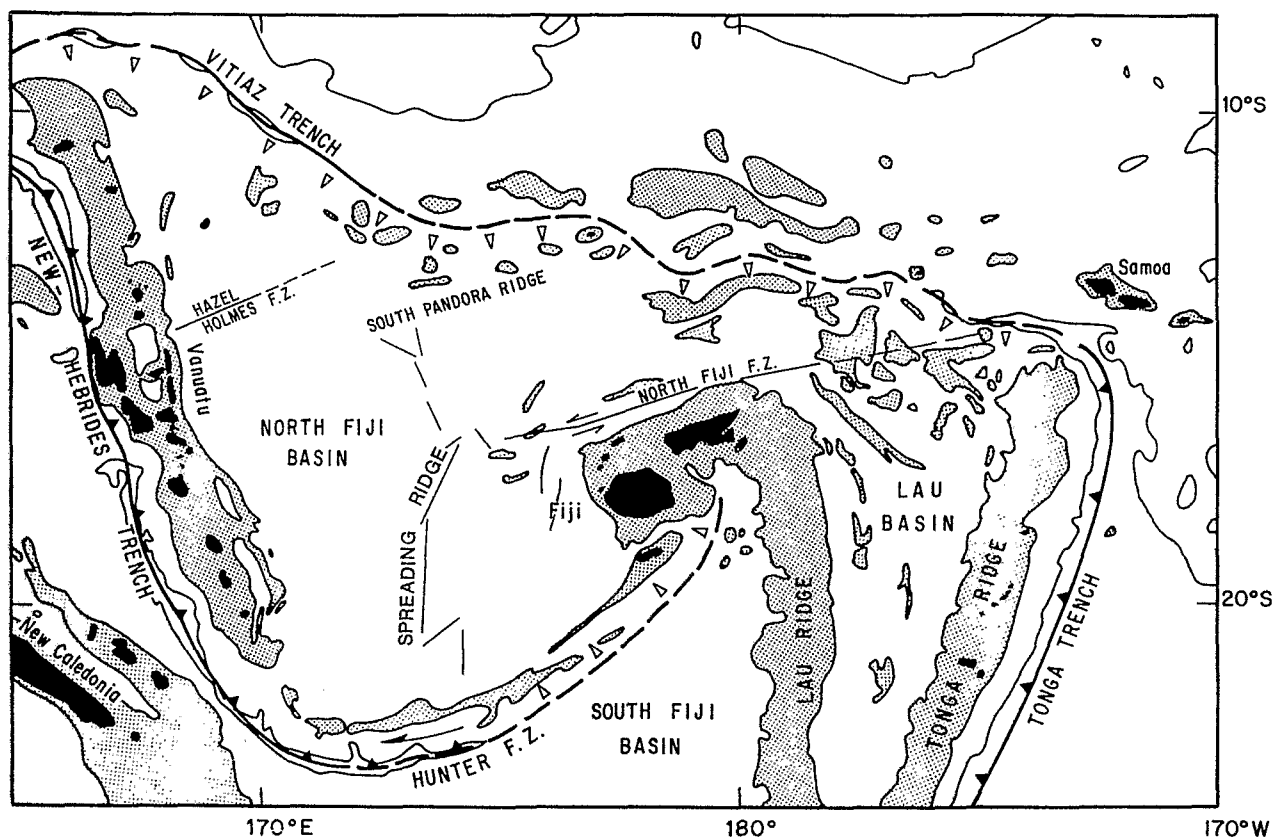 VITIAZ TRENCH
10°S
NEW
HEBRIDES
TRENCH
Samoa
HAZEL
HOLMES F.Z.
SOUTH PANDORA RIDGE
Vanuatu
NORTH FIJI F.Z.
NORTH FIJI
BASIN
SPREADING RIDGE
Fiji
LAU
BASIN
20°S
New Caledonia
LAU RIDGE
TONGA RIDGE
TONGA TRENCH
SOUTH FIJI
BASIN
HUNTER F.Z.
170°E
180°
170°W